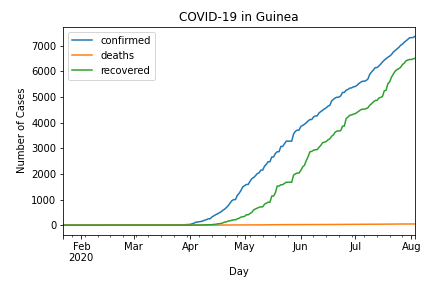 COVID-19 in Guinea
confirmed
deaths
recovered
Number of Cases
7000
6000
5000
4000
3000
2000
1000
0
Feb Mar Apr May Jun Jul Aug
2020
Day